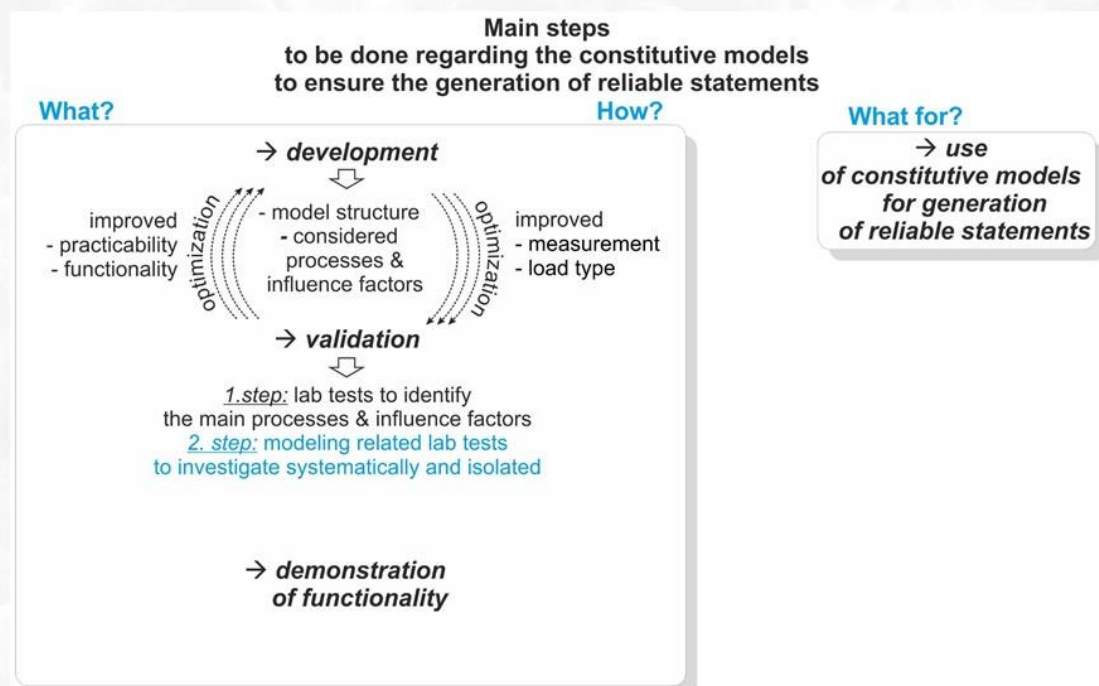 Main steps
to be done regarding the constitutive models
to ensure the generation of reliable statements
What?
How?
What for?
→ development
- model structure
- considered
processes &
influence factors
improved
- practicability
- functionality
optimization
optimization
improved
- measurement
- load type
→ validation
1.step: lab tests to identify
the main processes & influence factors
2. step: modeling related lab tests
to investigate systematically and isolated
→ demonstration
of functionality
→ use
of constitutive models
for generation
of reliable statements